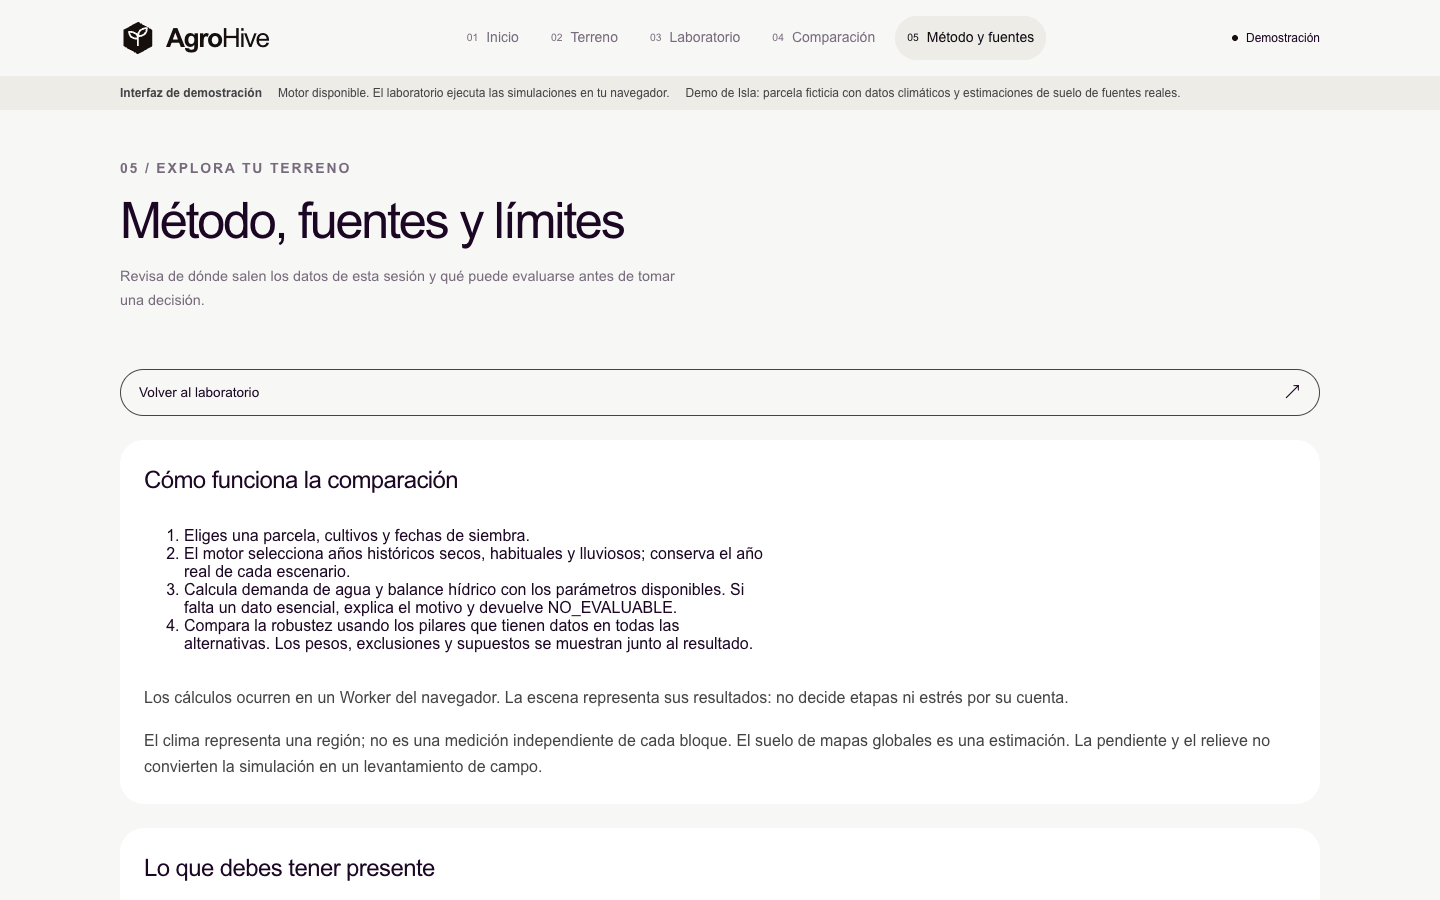 AgroHive
01 Inicio
02 Terreno
03 Laboratorio
04 Comparación
05 Método y fuentes
Demostración
Interfaz de demostración Motor disponible. El laboratorio ejecuta las simulaciones en tu navegador. Demo de Isla: parcela ficticia con datos climáticos y estimaciones de suelo de fuentes reales.
05 / EXPLORA TU TERRENO
Método, fuentes y límites
Revisa de dónde salen los datos de esta sesión y qué puede evaluarse antes de tomar
una decisión.
Volver al laboratorio
Cómo funciona la comparación
1. Eliges una parcela, cultivos y fechas de siembra.
2. El motor selecciona años históricos secos, habituales y lluviosos; conserva el año
real de cada escenario.
3. Calcula demanda de agua y balance hídrico con los parámetros disponibles. Si
falta un dato esencial, explica el motivo y devuelve NO_EVALUABLE.
4. Compara la robustez usando los pilares que tienen datos en todas las
alternativas. Los pesos, exclusiones y supuestos se muestran junto al resultado.
Los cálculos ocurren en un Worker del navegador. La escena representa sus resultados: no decide etapas ni estrés por su cuenta.
El clima representa una región; no es una medición independiente de cada bloque. El suelo de mapas globales es una estimación. La pendiente y el relieve no
convierten la simulación en un levantamiento de campo.
Lo que debes tener presente